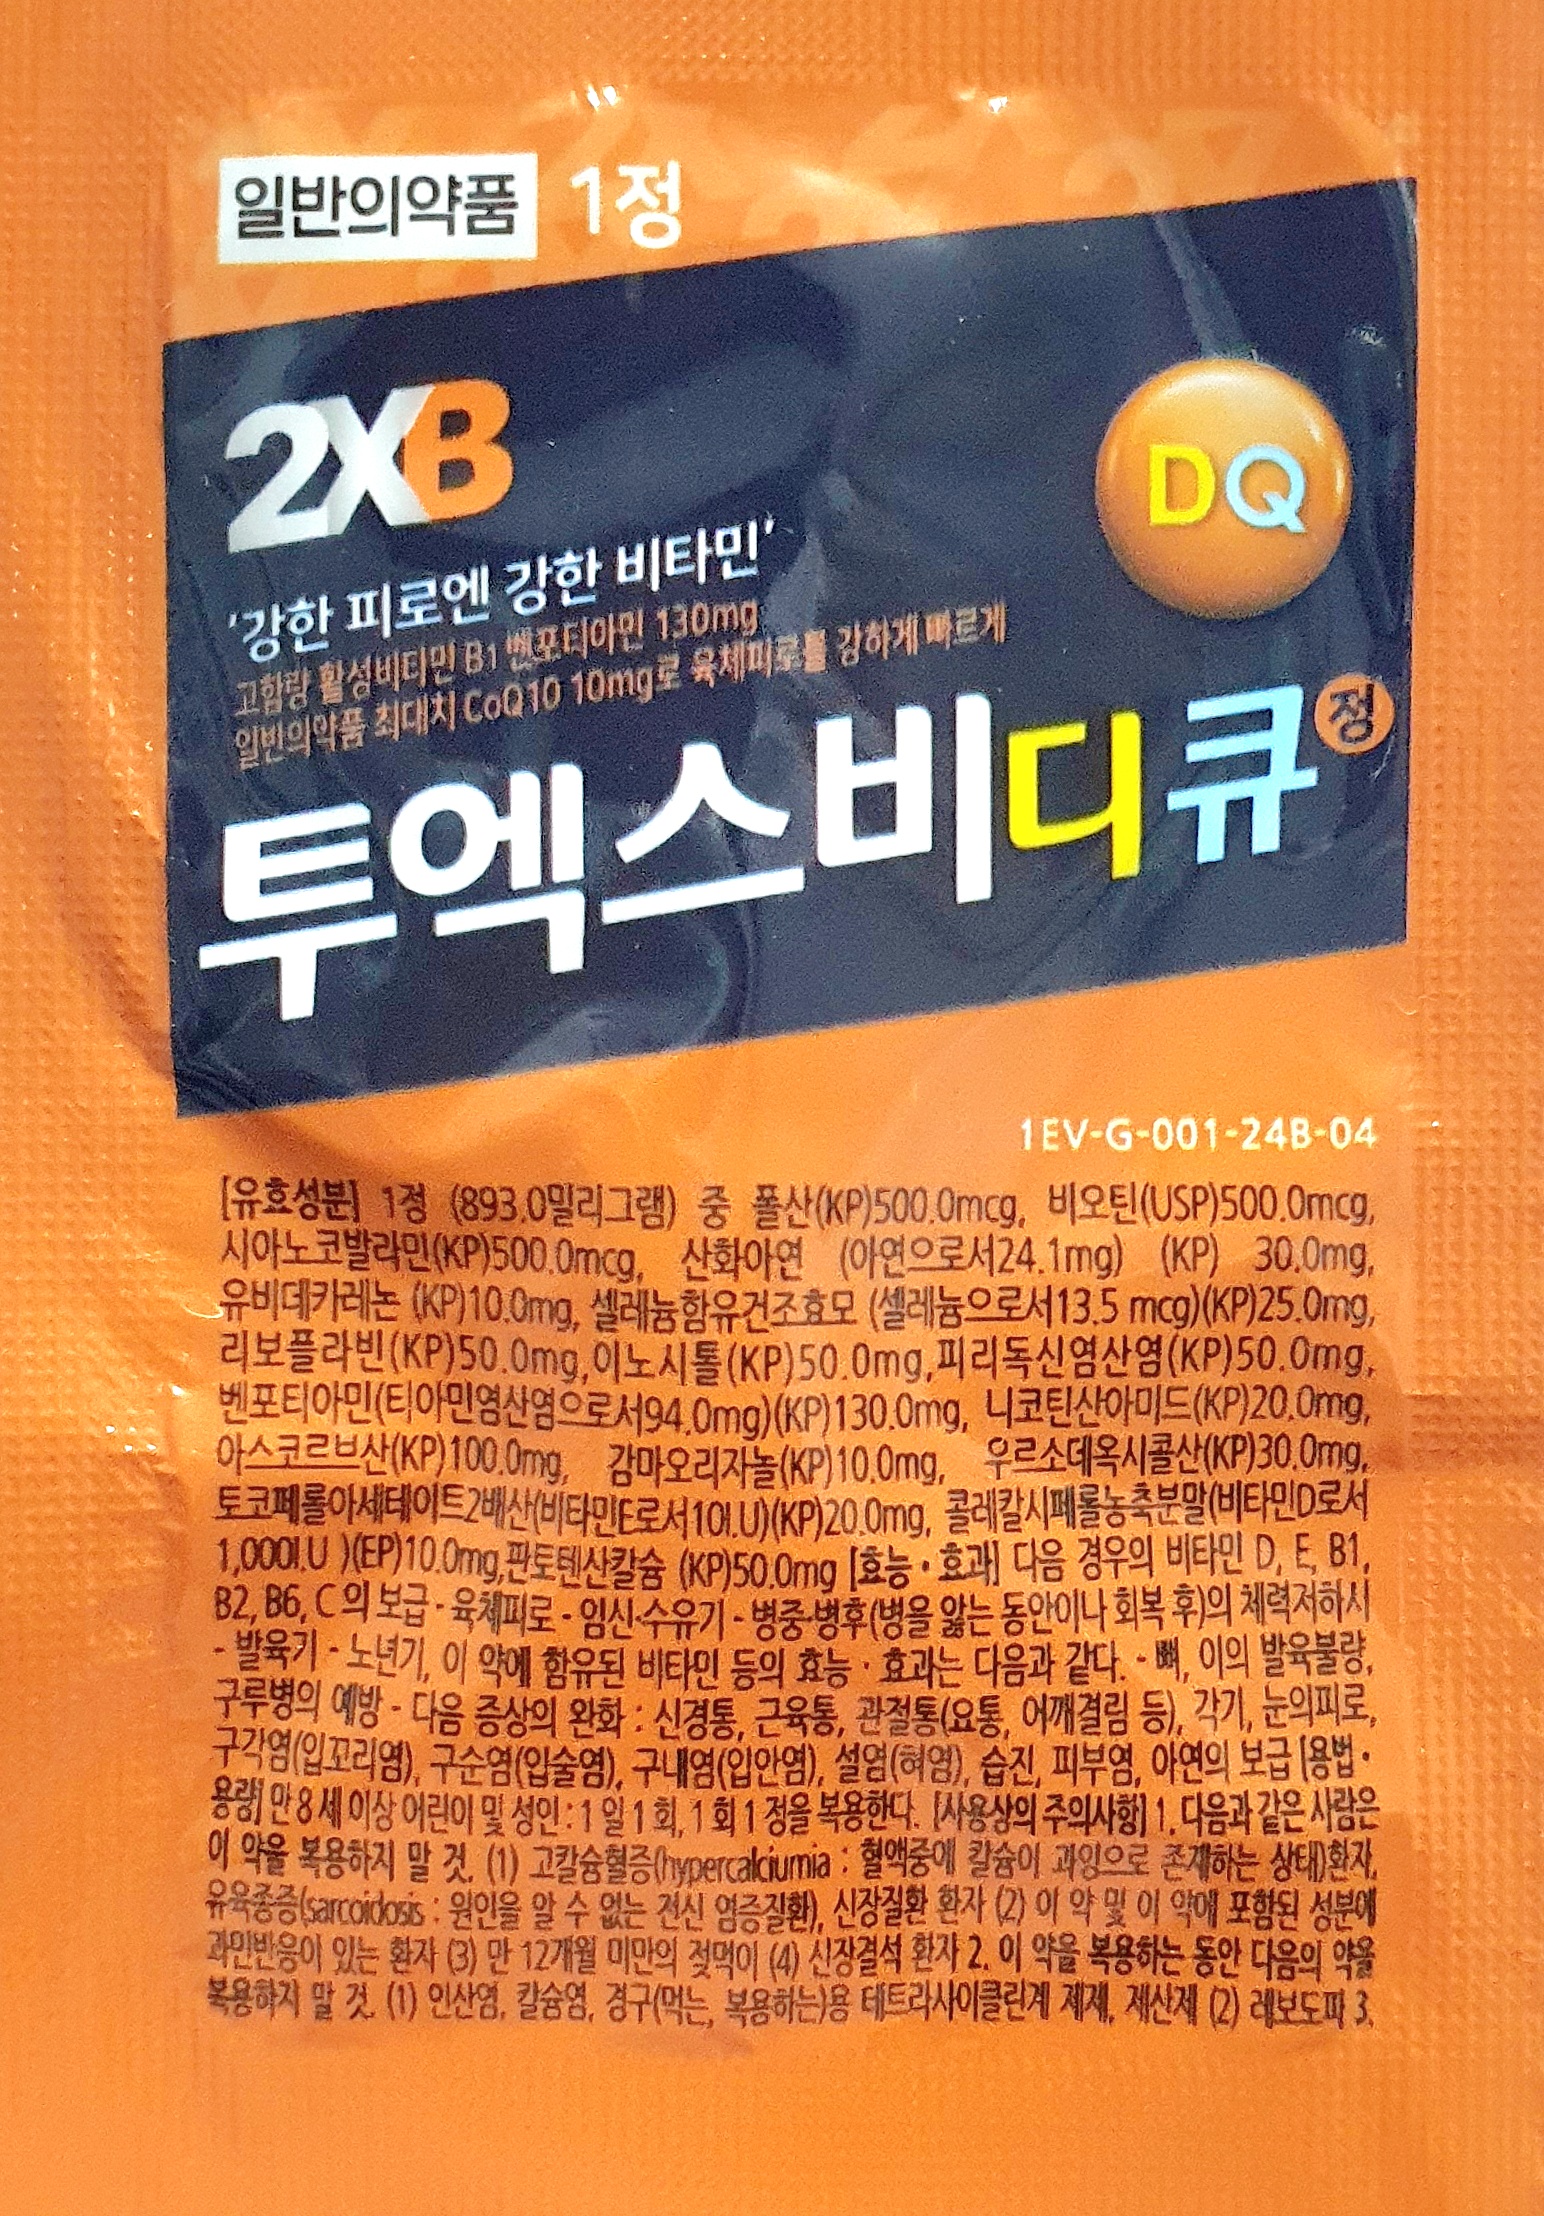 일반의약품 1정
2XB
DQ
'강한 피로엔 강한 비타민'
고함량 활성비타민 B1 벤포티아민 130mg
일반의약품 최대치 CoQ10 10mg로 육체피로를 강하게 빠르게
투엑스비디큐 정
1EV-G-001-24B-04
[유효성분] 1정 (893.0밀리그램) 중 폴산(KP)500.0mcg, 비오틴(USP)500.0mcg,
시아노코발라민(KP)500.0mcg, 산화아연 (아연으로서24.1mg) (KP) 30.0mg,
유비데카레논 (KP)10.0mg, 셀레늄함유건조효모 (셀레늄으로서13.5 mcg)(KP)25.0mg,
리보플라빈(KP)50.0mg,이노시톨(KP)50.0mg,피리독신염산염(KP)50.0mg,
벤포티아민(티아민염산염으로서94.0mg)(KP)130.0mg, 니코틴산아미드(KP)20.0mg,
아스코르브산(KP)100.0mg, 감마오리자놀(KP)10.0mg, 우르소데옥시콜산(KP)30.0mg,
토코페롤아세테이트2배산(비타민E로서10I.U)(KP)20.0mg, 콜레칼시페롤농축분말(비타민D로서
1,000I.U )(EP)10.0mg,판토텐산칼슘 (KP)50.0mg [효능·효과] 다음 경우의 비타민 D, E, B1,
B2, B6, C 의 보급 - 육체피로 - 임신·수유기 - 병중·병후(병을 앓는 동안이나 회복 후)의 체력저하시
- 발육기 - 노년기, 이 약에 함유된 비타민 등의 효능·효과는 다음과 같다. - 뼈, 이의 발육불량,
구루병의 예방 - 다음 증상의 완화 : 신경통, 근육통, 관절통(요통, 어깨결림 등), 각기, 눈의피로,
구각염(입꼬리염), 구순염(입술염), 구내염(입안염), 설염(혀염), 습진, 피부염, 아연의 보급 [용법·
용량] 만 8 세 이상 어린이 및 성인 : 1 일 1 회, 1 회 1 정을 복용한다. [사용상의 주의사항] 1. 다음과 같은 사람은
이 약을 복용하지 말 것. (1) 고칼슘혈증(hypercalciumia : 혈액중에 칼슘이 과잉으로 존재하는 상태)환자,
유육종증(sarcoidosis : 원인을 알 수 없는 전신 염증질환), 신장질환 환자 (2) 이 약 및 이 약에 포함된 성분에
과민반응이 있는 환자 (3) 만 12개월 미만의 젖먹이 (4) 신장결석 환자 2. 이 약을 복용하는 동안 다음의 약을
복용하지 말 것. (1) 인산염, 칼슘염, 경구(먹는, 복용하는)용 테트라사이클린계 제제, 제산제 (2) 레보도파 3.